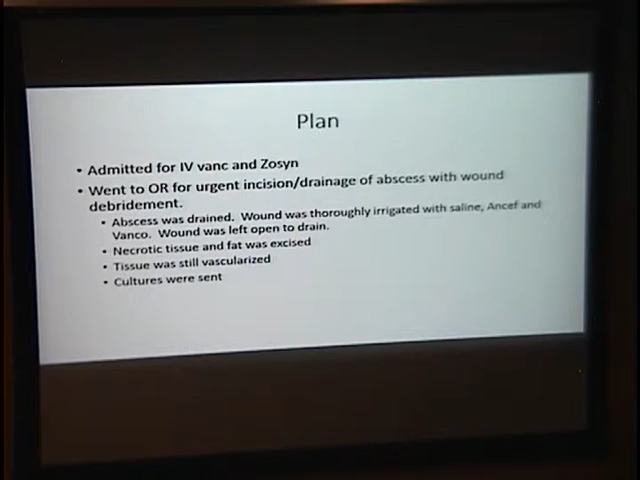 Plan
• Admitted for IV vanc and Zosyn
• Went to OR for urgent incision/drainage of abscess with wound
debridement.
• Abscess was drained. Wound was thoroughly irrigated with saline, Ancef and
Vanco. Wound was left open to drain.
• Necrotic tissue and fat was excised
• Tissue was still vascularized
• Cultures were sent